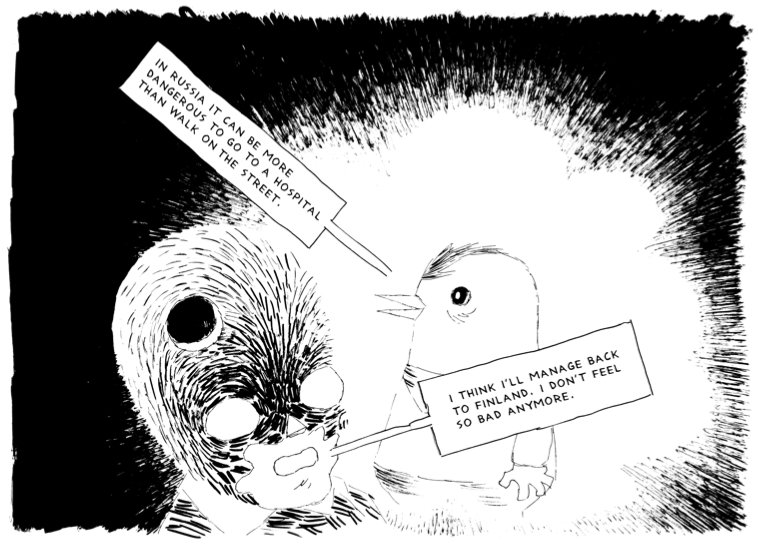 IN RUSSIA IT CAN BE MORE
DANGEROUS TO GO TO A HOSPITAL
THAN WALK ON THE STREET.
I THINK I'LL MANAGE BACK
TO FINLAND. I DON'T FEEL
SO BAD ANYMORE.